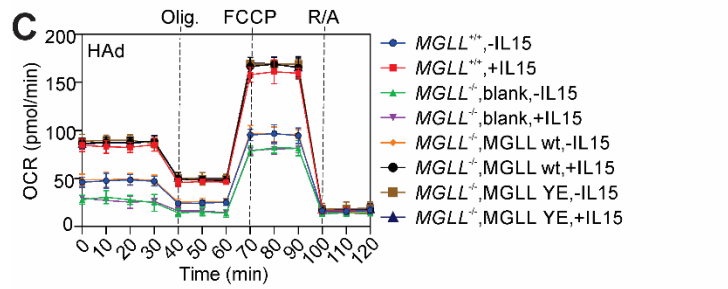 C
Olig. FCCP R/A
HAd
OCR (pmol/min)
200
150
100
50
0
0 10 20 30 40 50 60 70 80 90 100 110 120
Time (min)
MGLL+/+,-IL15
MGLL+/+,+IL15
MGLL-/-,blank,-IL15
MGLL-/-,blank,+IL15
MGLL-/-,MGLL wt,-IL15
MGLL-/-,MGLL wt,+IL15
MGLL-/-,MGLL YE,-IL15
MGLL-/-,MGLL YE,+IL15